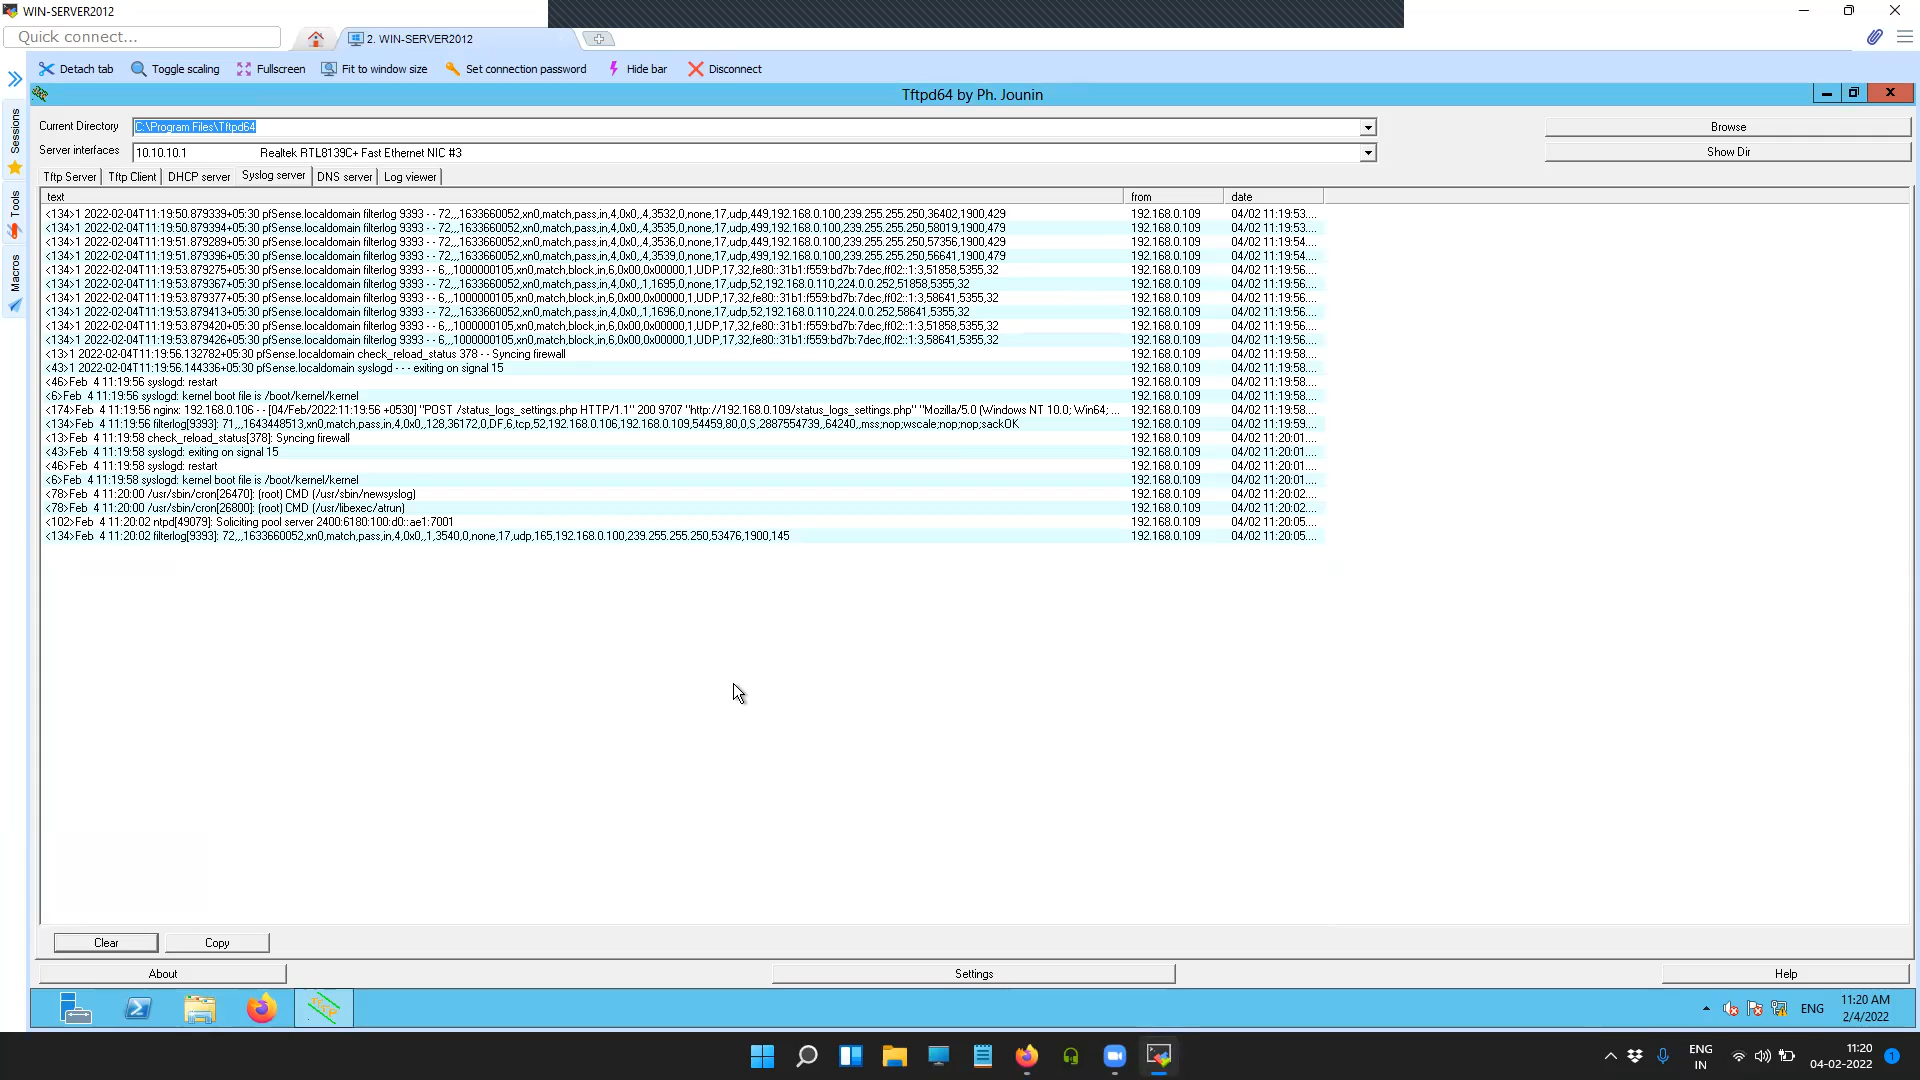 WIN-SERVER2012
Quick connect...
2. WIN-SERVER2012
Detach tab
Toggle scaling
Fullscreen
Fit to window size
Set connection password
Hide bar
Disconnect
Sessions
Tools
Macros
Tftpd64 by Ph. Jounin
Current Directory
C:\Program Files\Tftpd64
Browse
Server interfaces
10.10.10.1 Realtek RTL8139C+ Fast Ethernet NIC #3
Show Dir
Tftp Server
Tftp Client
DHCP server
Syslog server
DNS server
Log viewer
text from date
<134>1 2022-02-04T11:19:50.879339+05:30 pfSense.localdomain filterlog 9393 - - 72,,,1633660052,xn0,match,pass,in,4,0x0,,4,3532,0,none,17,udp,449,192.168.0.100,239.255.255.250,36402,1900,429 192.168.0.109 04/02 11:19:53....
<134>1 2022-02-04T11:19:50.879394+05:30 pfSense.localdomain filterlog 9393 - - 72,,,1633660052,xn0,match,pass,in,4,0x0,,4,3535,0,none,17,udp,499,192.168.0.100,239.255.255.250,58019,1900,479 192.168.0.109 04/02 11:19:53....
<134>1 2022-02-04T11:19:51.879289+05:30 pfSense.localdomain filterlog 9393 - - 72,,,1633660052,xn0,match,pass,in,4,0x0,,4,3536,0,none,17,udp,449,192.168.0.100,239.255.255.250,57356,1900,429 192.168.0.109 04/02 11:19:54....
<134>1 2022-02-04T11:19:51.879396+05:30 pfSense.localdomain filterlog 9393 - - 72,,,1633660052,xn0,match,pass,in,4,0x0,,4,3539,0,none,17,udp,499,192.168.0.100,239.255.255.250,56641,1900,479 192.168.0.109 04/02 11:19:54....
<134>1 2022-02-04T11:19:53.879275+05:30 pfSense.localdomain filterlog 9393 - - 6,,,1000000105,xn0,match,block,in,6,0x00,0x00000,1,UDP,17,32,fe80::31b1:f559:bd7b:7dec,ff02::1:3,51858,5355,32 192.168.0.109 04/02 11:19:56....
<134>1 2022-02-04T11:19:53.879367+05:30 pfSense.localdomain filterlog 9393 - - 72,,,1633660052,xn0,match,pass,in,4,0x0,,1,1695,0,none,17,udp,52,192.168.0.110,224.0.0.252,51858,5355,32 192.168.0.109 04/02 11:19:56....
<134>1 2022-02-04T11:19:53.879377+05:30 pfSense.localdomain filterlog 9393 - - 6,,,1000000105,xn0,match,block,in,6,0x00,0x00000,1,UDP,17,32,fe80::31b1:f559:bd7b:7dec,ff02::1:3,58641,5355,32 192.168.0.109 04/02 11:19:56....
<134>1 2022-02-04T11:19:53.879413+05:30 pfSense.localdomain filterlog 9393 - - 72,,,1633660052,xn0,match,pass,in,4,0x0,,1,1696,0,none,17,udp,52,192.168.0.110,224.0.0.252,58641,5355,32 192.168.0.109 04/02 11:19:56....
<134>1 2022-02-04T11:19:53.879420+05:30 pfSense.localdomain filterlog 9393 - - 6,,,1000000105,xn0,match,block,in,6,0x00,0x00000,1,UDP,17,32,fe80::31b1:f559:bd7b:7dec,ff02::1:3,51858,5355,32 192.168.0.109 04/02 11:19:56....
<134>1 2022-02-04T11:19:53.879426+05:30 pfSense.localdomain filterlog 9393 - - 6,,,1000000105,xn0,match,block,in,6,0x00,0x00000,1,UDP,17,32,fe80::31b1:f559:bd7b:7dec,ff02::1:3,58641,5355,32 192.168.0.109 04/02 11:19:56....
<13>1 2022-02-04T11:19:56.132782+05:30 pfSense.localdomain check_reload_status 378 - - Syncing firewall 192.168.0.109 04/02 11:19:58....
<43>1 2022-02-04T11:19:56.144336+05:30 pfSense.localdomain syslogd - - - exiting on signal 15 192.168.0.109 04/02 11:19:58....
<46>Feb 4 11:19:56 syslogd: restart 192.168.0.109 04/02 11:19:58....
<6>Feb 4 11:19:56 syslogd: kernel boot file is /boot/kernel/kernel 192.168.0.109 04/02 11:19:58....
<174>Feb 4 11:19:56 nginx: 192.168.0.106 - - [04/Feb/2022:11:19:56 +0530] "POST /status_logs_settings.php HTTP/1.1" 200 9707 "http://192.168.0.109/status_logs_settings.php" "Mozilla/5.0 (Windows NT 10.0; Win64; ... 192.168.0.109 04/02 11:19:58....
<134>Feb 4 11:19:56 filterlog[9393]: 71,,,1643448513,xn0,match,pass,in,4,0x0,,128,36172,0,DF,6,tcp,52,192.168.0.106,192.168.0.109,54459,80,0,S,2887554739,,64240,,mss;nop;wscale;nop;nop;sackOK 192.168.0.109 04/02 11:19:59....
<13>Feb 4 11:19:58 check_reload_status[378]: Syncing firewall 192.168.0.109 04/02 11:20:01....
<43>Feb 4 11:19:58 syslogd: exiting on signal 15 192.168.0.109 04/02 11:20:01....
<46>Feb 4 11:19:58 syslogd: restart 192.168.0.109 04/02 11:20:01....
<6>Feb 4 11:19:58 syslogd: kernel boot file is /boot/kernel/kernel 192.168.0.109 04/02 11:20:01....
<78>Feb 4 11:20:00 /usr/sbin/cron[26470]: (root) CMD (/usr/sbin/newsyslog) 192.168.0.109 04/02 11:20:02....
<78>Feb 4 11:20:00 /usr/sbin/cron[26800]: (root) CMD (/usr/libexec/atrun) 192.168.0.109 04/02 11:20:02....
<102>Feb 4 11:20:02 ntpd[49079]: Soliciting pool server 2400:6180:100:d0::ae1:7001 192.168.0.109 04/02 11:20:05....
<134>Feb 4 11:20:02 filterlog[9393]: 72,,,1633660052,xn0,match,pass,in,4,0x0,,1,3540,0,none,17,udp,165,192.168.0.100,239.255.255.250,53476,1900,145 192.168.0.109 04/02 11:20:05....
Clear
Copy
About
Settings
Help
ENG
11:20 AM
2/4/2022
ENG
IN
11:20
04-02-2022
1